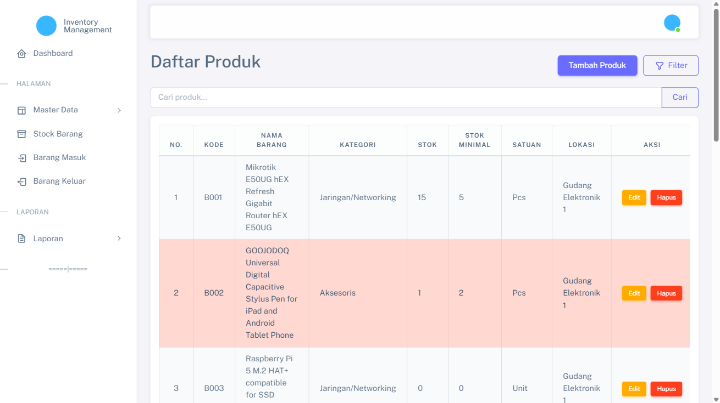 Inventory
Management
Dashboard
HALAMAN
Master Data
Stock Barang
Barang Masuk
Barang Keluar
LAPORAN
Laporan
=====|=====
Daftar Produk
Tambah Produk
Filter
Cari produk...
Cari
NO.
KODE
NAMA
BARANG
KATEGORI
STOK
STOK
MINIMAL
SATUAN
LOKASI
AKSI
1
B001
Mikrotik
E50UG hEX
Refresh
Gigabit
Router hEX
E50UG
Jaringan/Networking
15
5
Pcs
Gudang
Elektronik
1
Edit
Hapus
2
B002
GOOJODOQ
Universal
Digital
Capacitive
Stylus Pen for
iPad and
Android
Tablet Phone
Aksesoris
1
2
Pcs
Gudang
Elektronik
1
Edit
Hapus
3
B003
Raspberry Pi
5 M.2 HAT+
compatible
for SSD
Jaringan/Networking
0
0
Unit
Gudang
Elektronik
1
Edit
Hapus